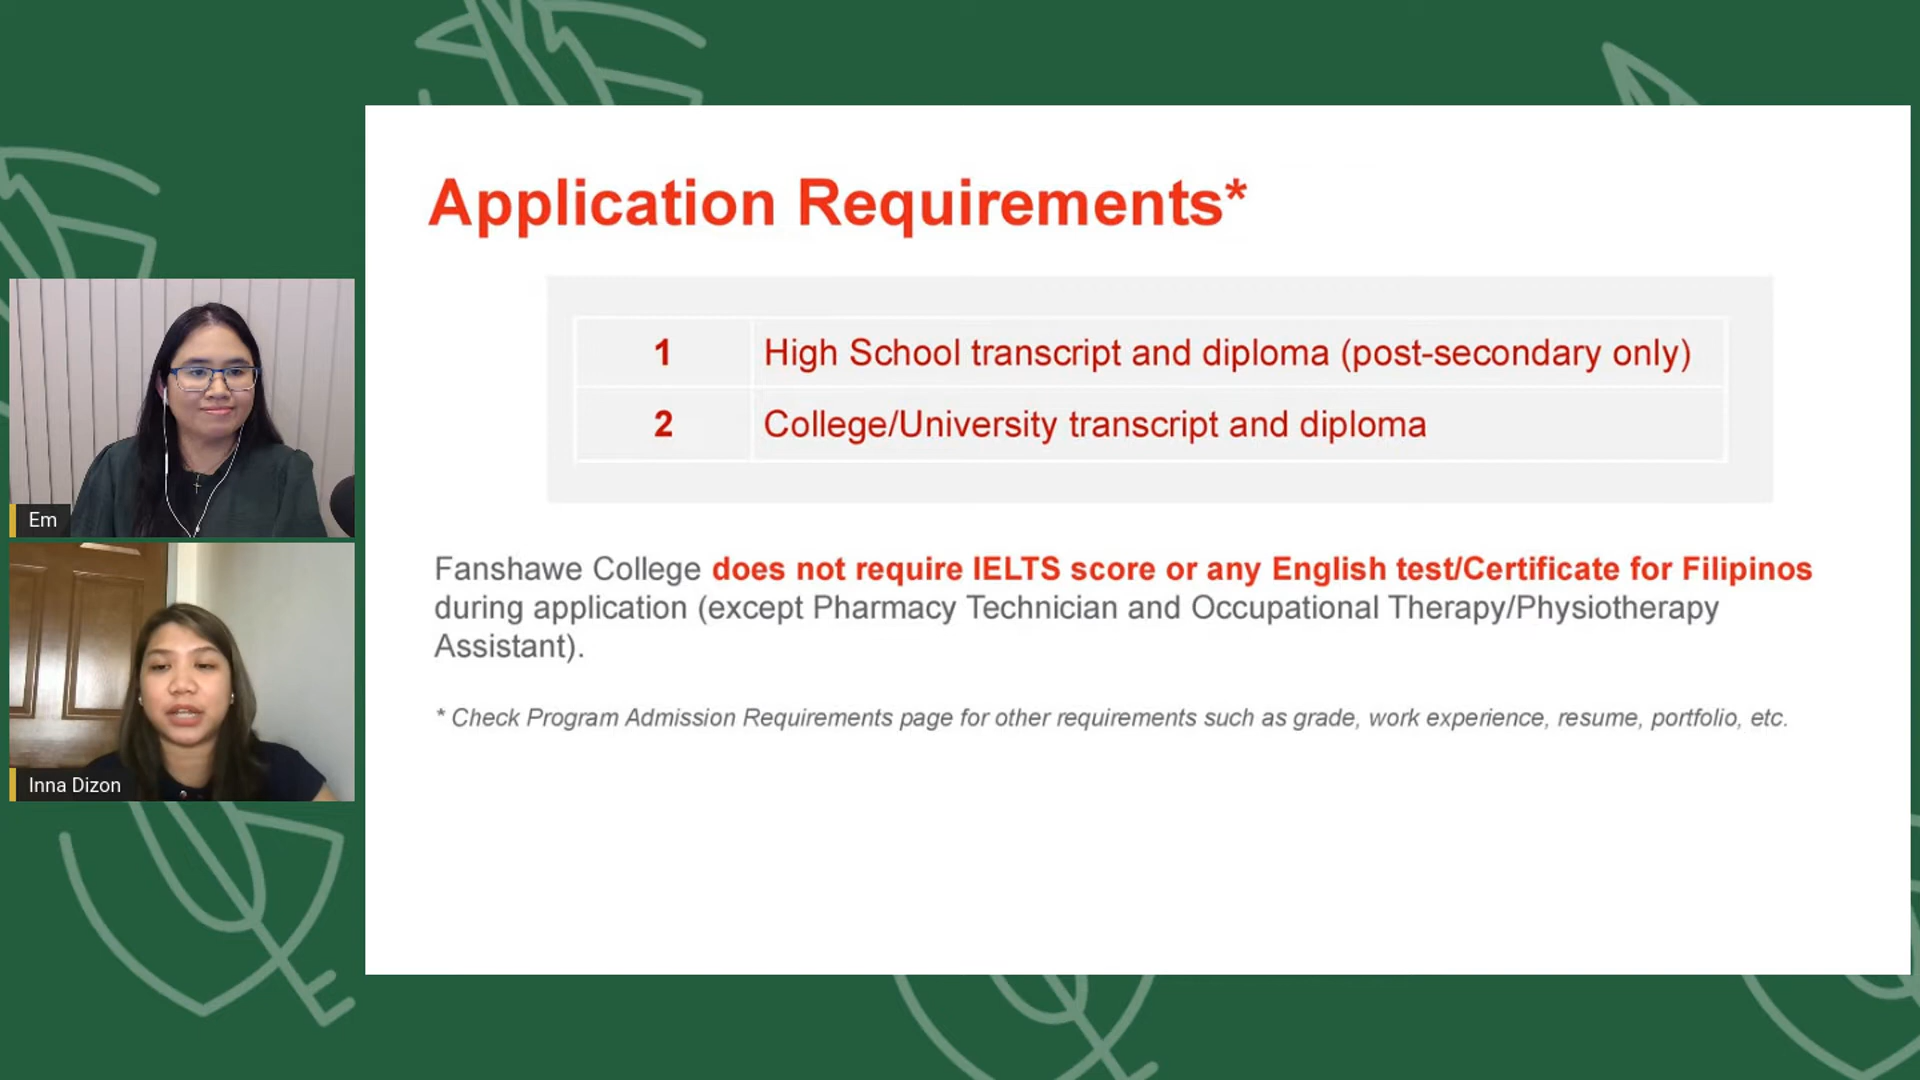 Application Requirements*
1 High School transcript and diploma (post-secondary only)
2 College/University transcript and diploma
Fanshawe College does not require IELTS score or any English test/Certificate for Filipinos
during application (except Pharmacy Technician and Occupational Therapy/Physiotherapy
Assistant).
* Check Program Admission Requirements page for other requirements such as grade, work experience, resume, portfolio, etc.
Em
Inna Dizon